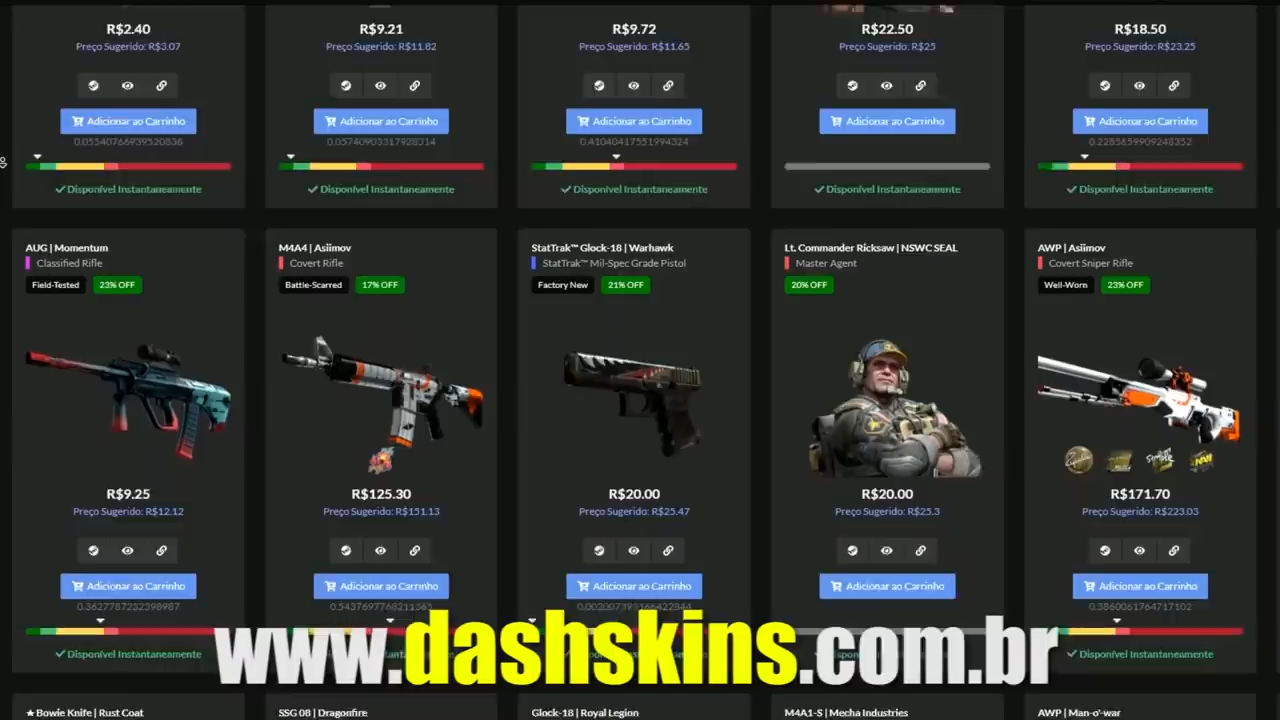 R$2.40
Preço Sugerido: R$3.07
Adicionar ao Carrinho
0.05540766939520836
Disponível Instantaneamente
R$9.21
Preço Sugerido: R$11.82
Adicionar ao Carrinho
0.05740903317928314
Disponível Instantaneamente
R$9.72
Preço Sugerido: R$11.65
Adicionar ao Carrinho
0.41040417551994324
Disponível Instantaneamente
R$22.50
Preço Sugerido: R$25
Adicionar ao Carrinho
Disponível Instantaneamente
R$18.50
Preço Sugerido: R$23.25
Adicionar ao Carrinho
0.2285659909248352
Disponível Instantaneamente
AUG | Momentum
Classified Rifle
Field-Tested 23% OFF
R$9.25
Preço Sugerido: R$12.12
Adicionar ao Carrinho
0.3627787232398987
Disponível Instantaneamente
M4A4 | Asiimov
Covert Rifle
Battle-Scarred 17% OFF
R$125.30
Preço Sugerido: R$151.13
Adicionar ao Carrinho
StatTrak™ Glock-18 | Warhawk
StatTrak™ Mil-Spec Grade Pistol
Factory New 21% OFF
R$20.00
Preço Sugerido: R$25.47
Adicionar ao Carrinho
Lt. Commander Ricksaw | NSWC SEAL
Master Agent
20% OFF
R$20.00
Preço Sugerido: R$25.3
Adicionar ao Carrinho
AWP | Asiimov
Covert Sniper Rifle
Well-Worn 23% OFF
R$171.70
Preço Sugerido: R$223.03
Adicionar ao Carrinho
0.3860061764717102
Disponível Instantaneamente
www.dashskins.com.br
★ Bowie Knife | Rust Coat
SSG 08 | Dragonfire
Glock-18 | Royal Legion
M4A1-S | Mecha Industries
AWP | Man-o'-war